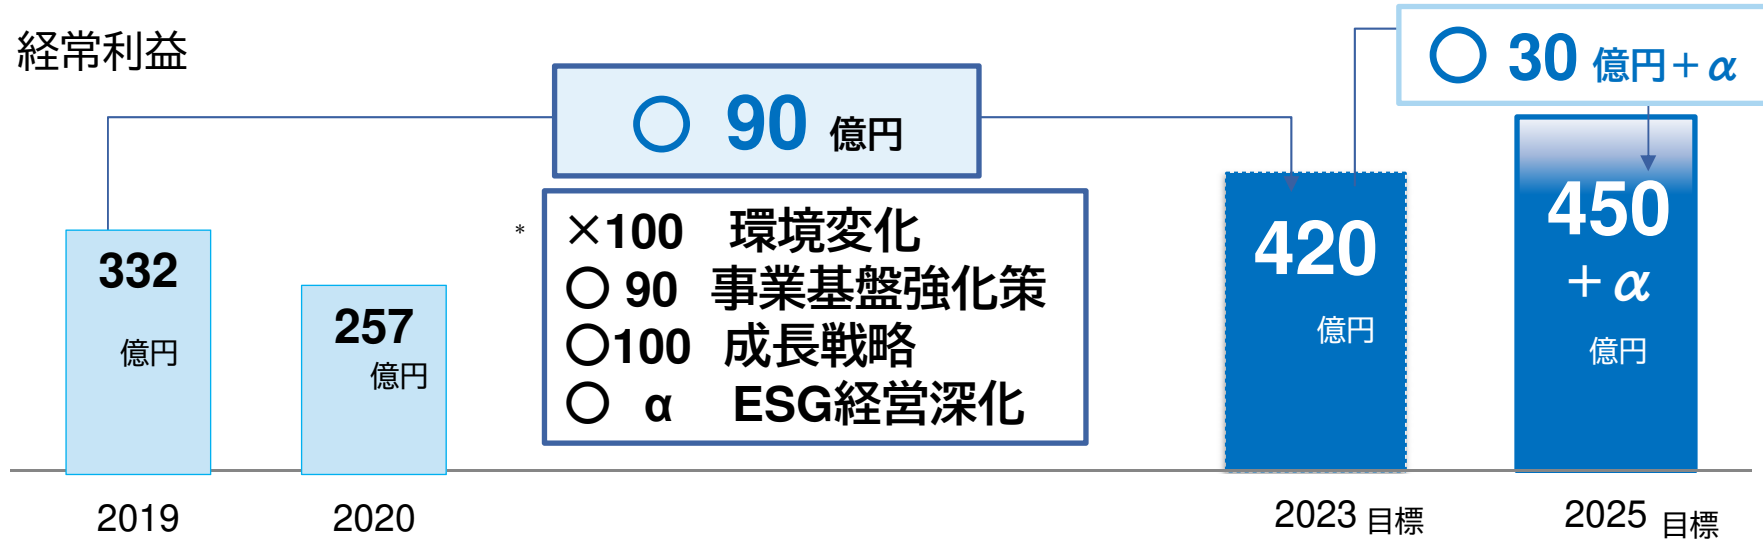 経常利益
○ 30 億円＋α
○ 90 億円
*
×100 環境変化
○ 90 事業基盤強化策
○100 成長戦略
○ α ESG経営深化
332
億円
257
億円
420
億円
450
＋α
億円
2019
2020
2023 目標
2025 目標